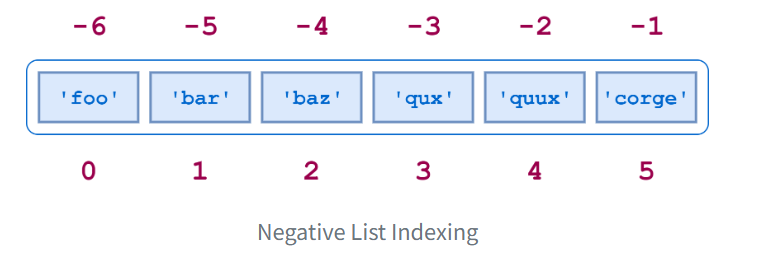 -6 -5 -4 -3 -2 -1
'foo' 'bar' 'baz' 'qux' 'quux' 'corge'
0 1 2 3 4 5
Negative List Indexing